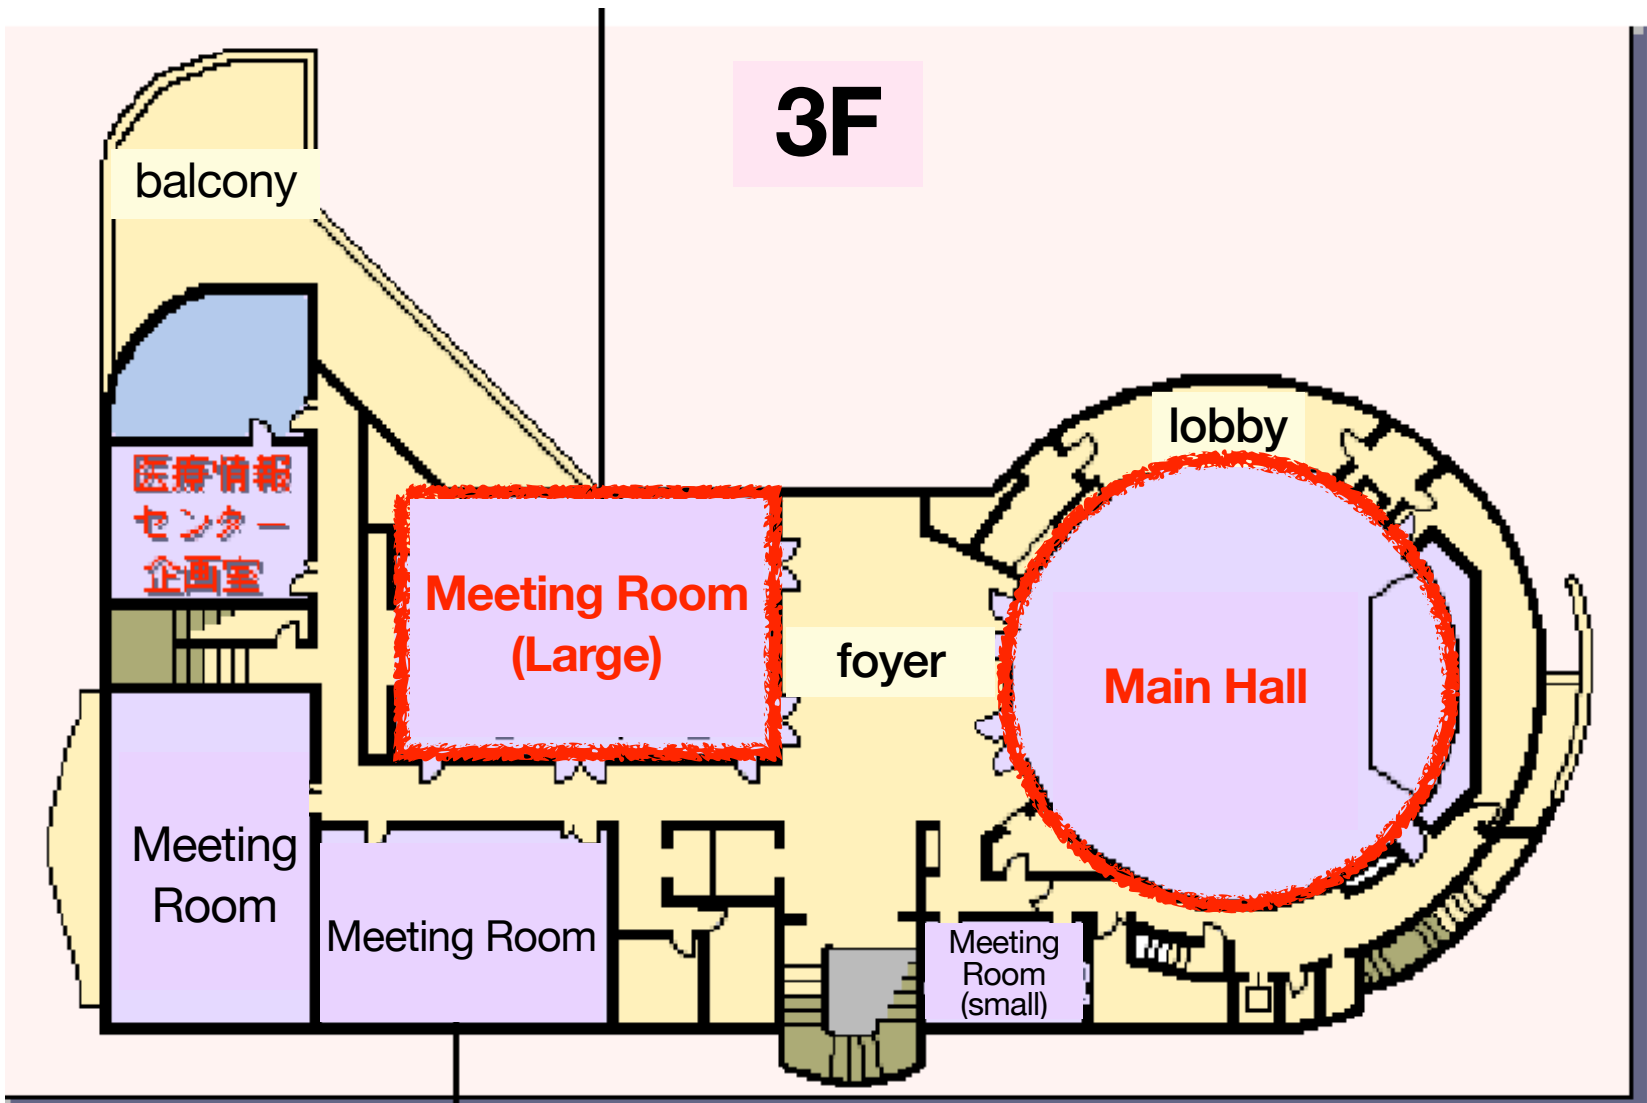 3F
balcony
lobby
医療情報
センター
企画室
Meeting Room
(Large)
foyer
Main Hall
Meeting
Room
Meeting Room
Meeting
Room
(small)